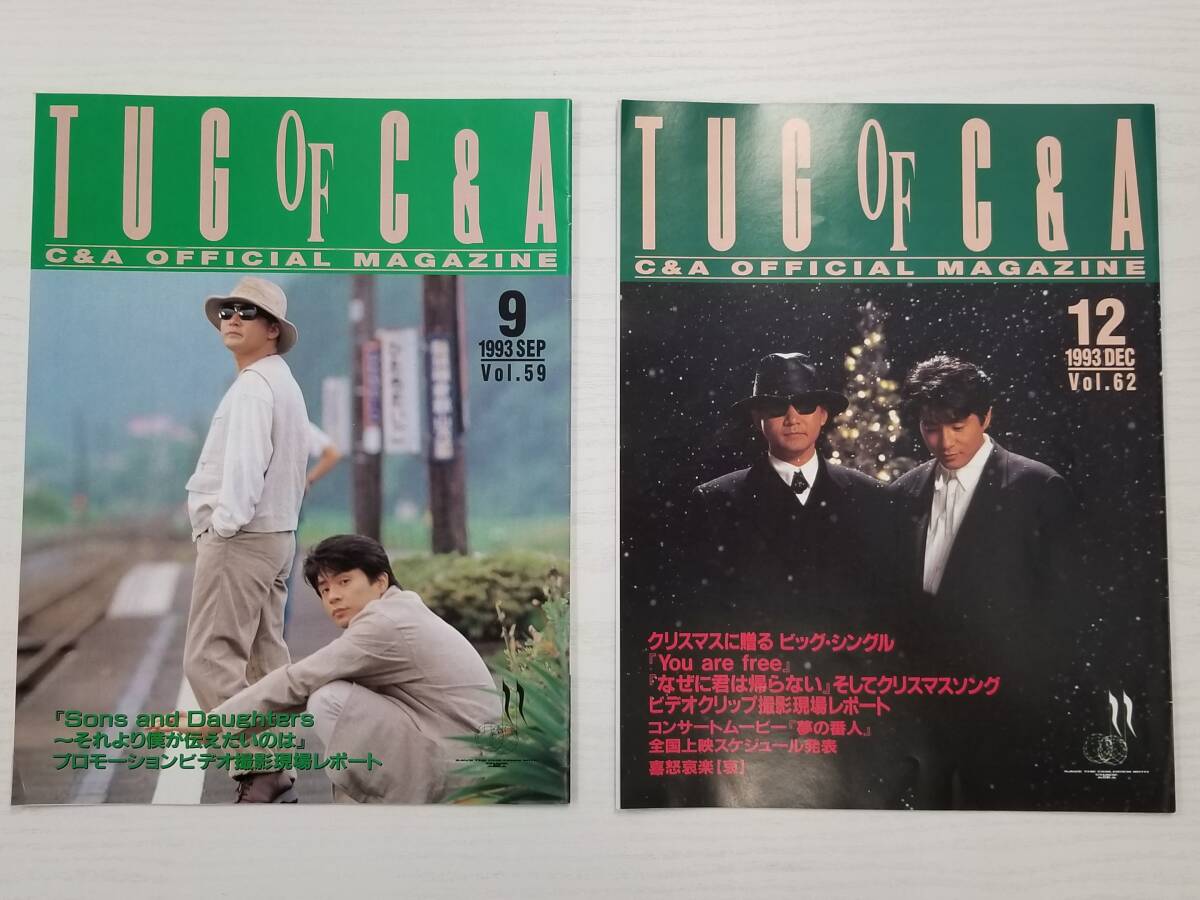 TUG OF C&A
C&A OFFICIAL MAGAZINE
9
1993 SEP
Vol.59
『Sons and Daughters
～それより僕が伝えたいのは』
プロモーションビデオ撮影現場レポート
TUG OF C&A
C&A OFFICIAL MAGAZINE
12
1993 DEC
Vol.62
クリスマスに贈る ビッグ・シングル
『You are free』
『なぜに君は帰らない』そしてクリスマスソング
ビデオクリップ撮影現場レポート
コンサートムービー『夢の番人』
全国上映スケジュール発表
喜怒哀楽【哀】